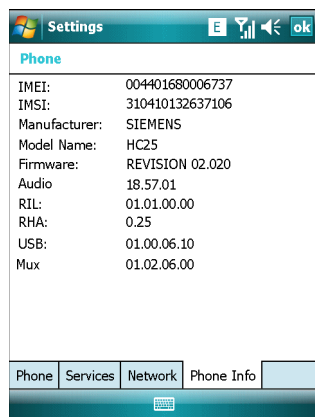 Settings E ok
Phone
IMEI: 004401680006737
IMSI: 310410132637106
Manufacturer: SIEMENS
Model Name: HC25
Firmware: REVISION 02.020
Audio 18.57.01
RIL: 01.01.00.00
RHA: 0.25
USB: 01.00.06.10
Mux 01.02.06.00
Phone Services Network Phone Info